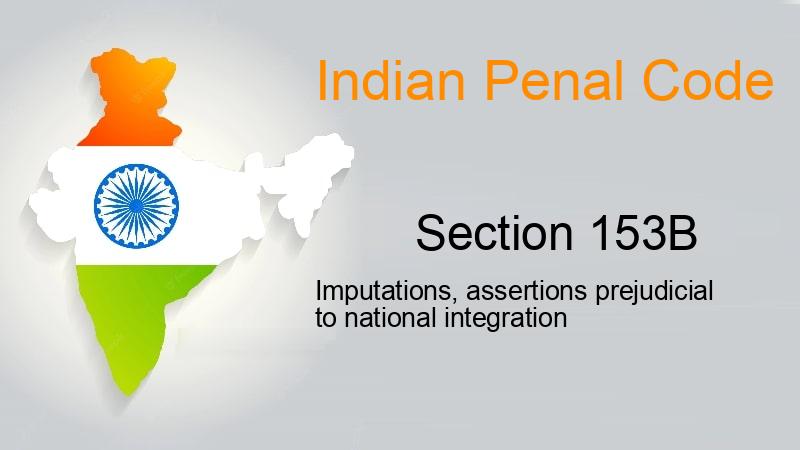 Indian Penal Code
Section 153B
Imputations, assertions prejudicial
to national integration